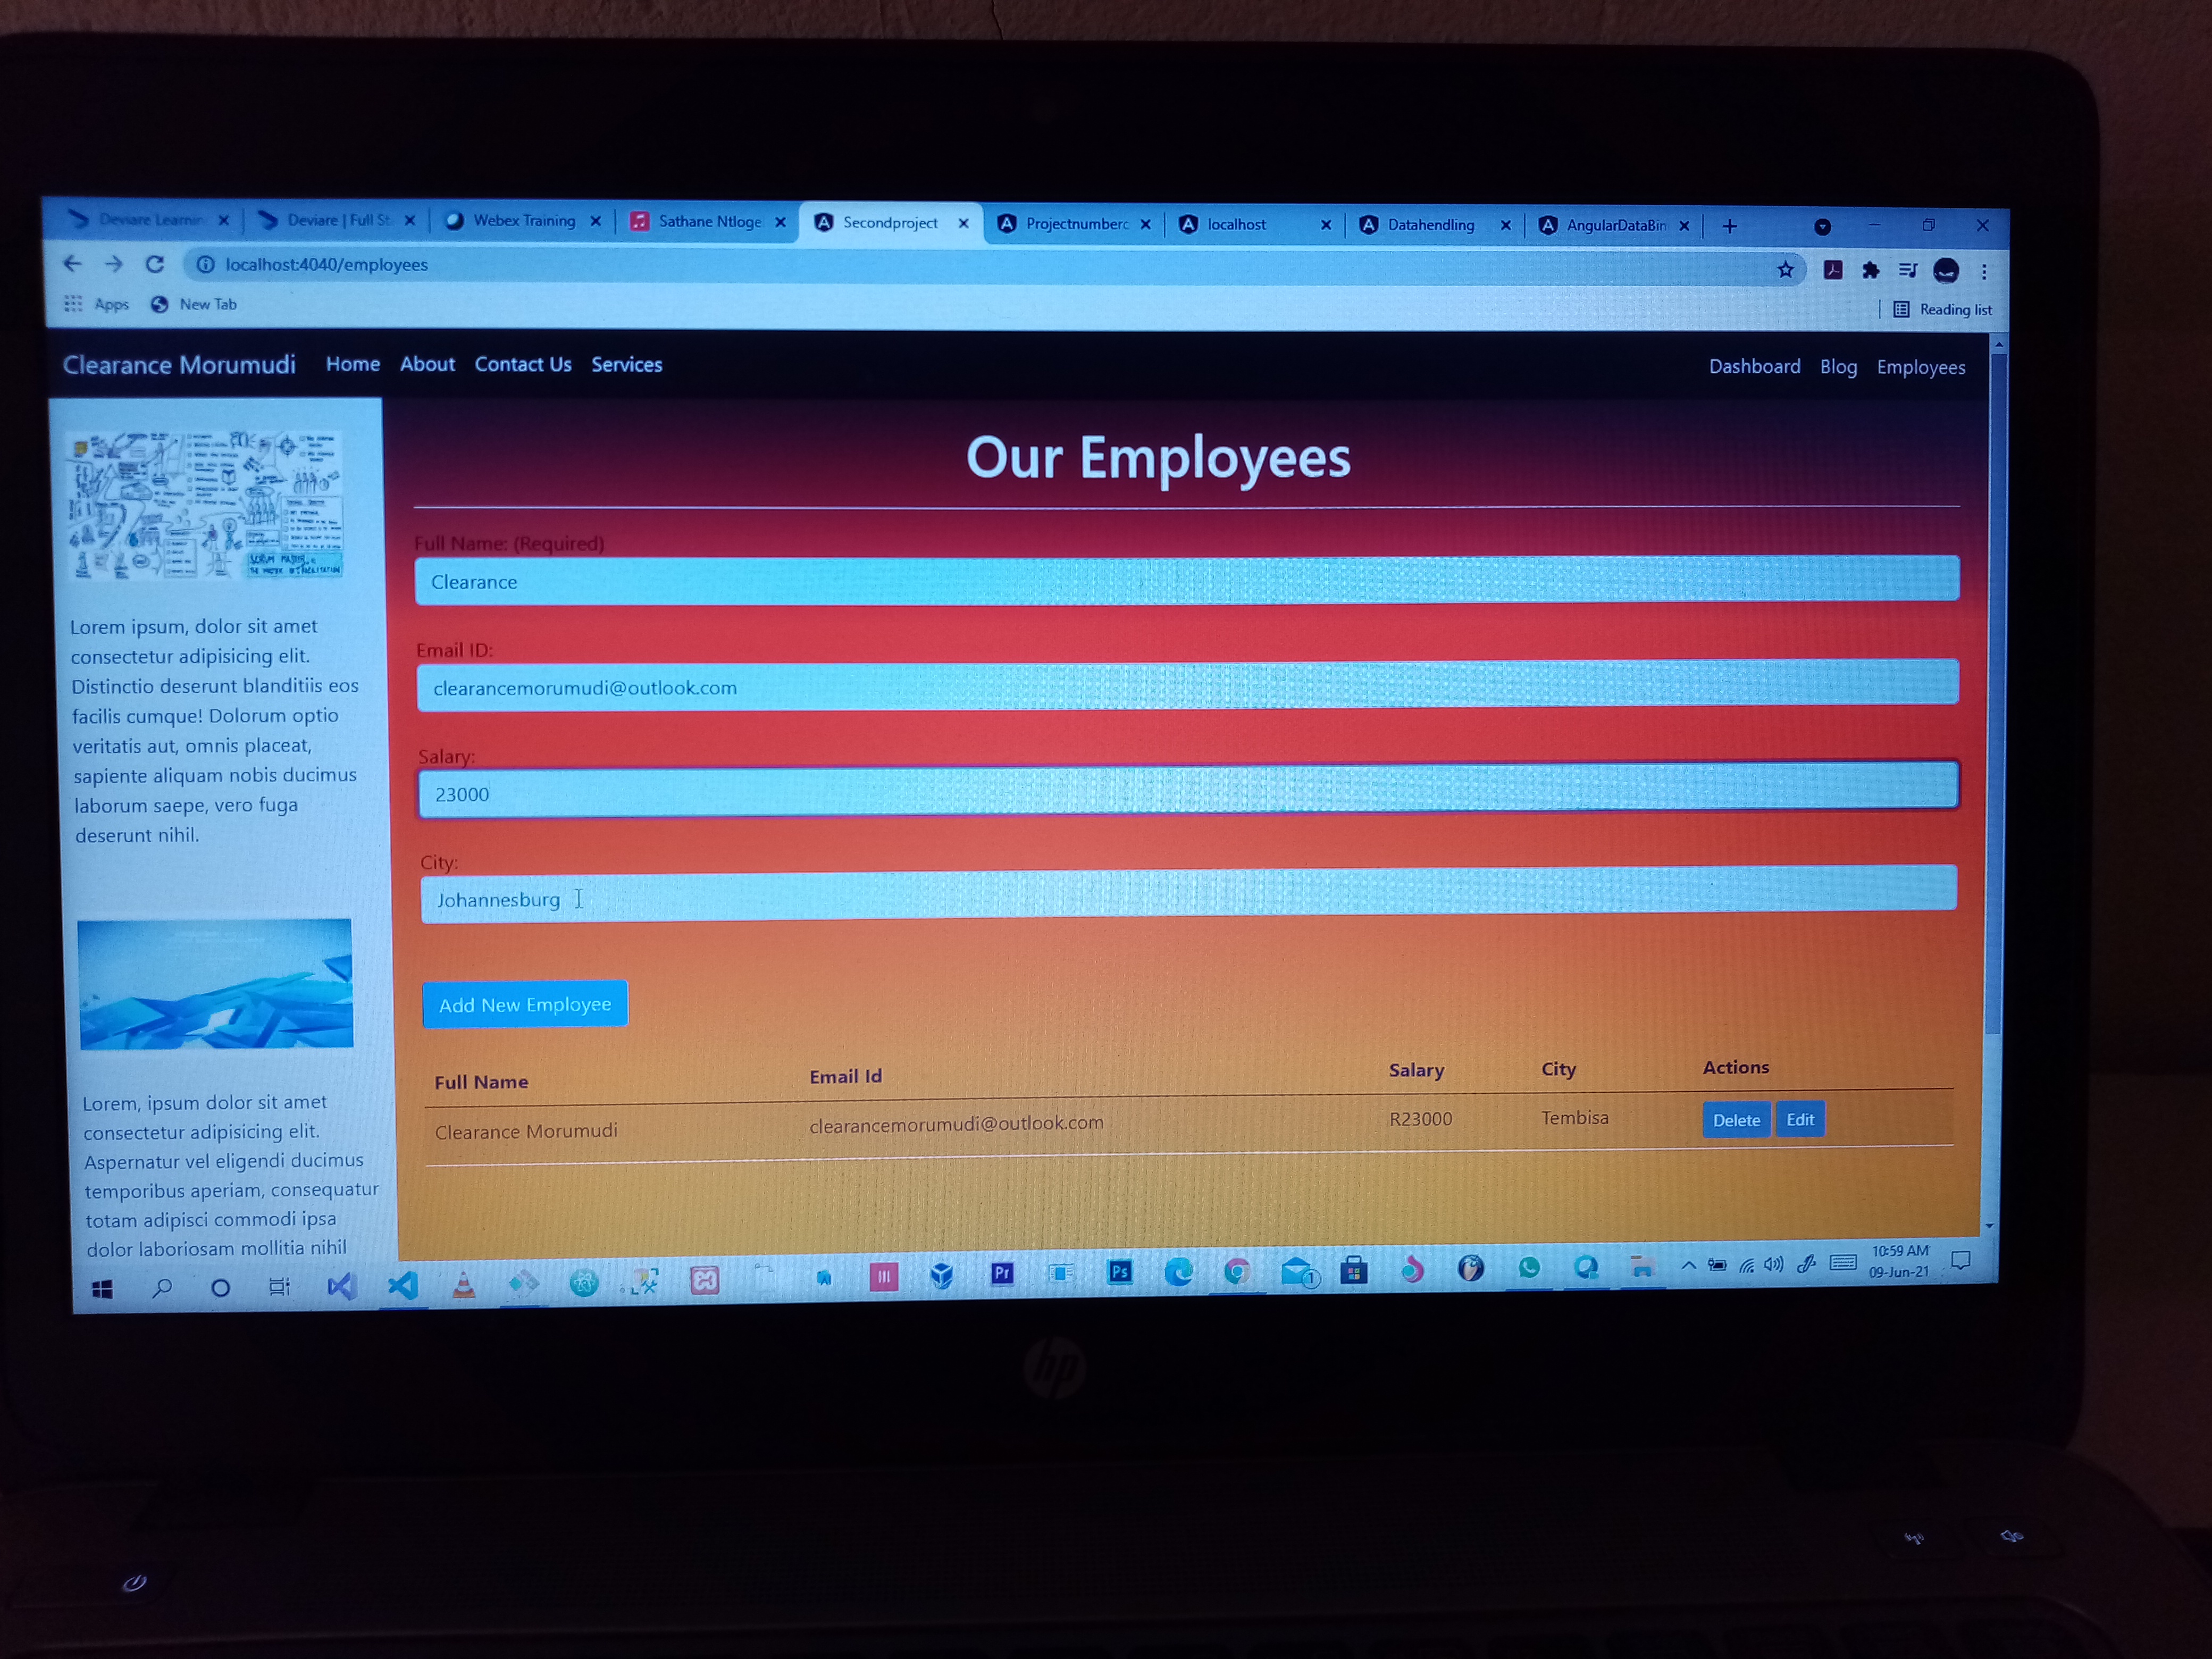 Deviare Learnin
Deviare | Full St
Webex Training
Sathane Ntloge
Secondproject
Projectnumberc
localhost
Datahendling
AngularDataBin
localhost:4040/employees
Apps
New Tab
Reading list
Clearance Morumudi
Home
About
Contact Us
Services
Dashboard
Blog
Employees
Lorem ipsum, dolor sit amet
consectetur adipisicing elit.
Distinctio deserunt blanditiis eos
facilis cumque! Dolorum optio
veritatis aut, omnis placeat,
sapiente aliquam nobis ducimus
laborum saepe, vero fuga
deserunt nihil.
Lorem, ipsum dolor sit amet
consectetur adipisicing elit.
Aspernatur vel eligendi ducimus
temporibus aperiam, consequatur
totam adipisci commodi ipsa
dolor laboriosam mollitia nihil
Our Employees
Full Name: (Required)
Clearance
Email ID:
clearancemorumudi@outlook.com
Salary:
23000
City:
Johannesburg
Add New Employee
Full Name Email Id Salary City Actions
Clearance Morumudi clearancemorumudi@outlook.com R23000 Tembisa Delete Edit
Pr
Ps
1
10:59 AM
09-Jun-21
hp